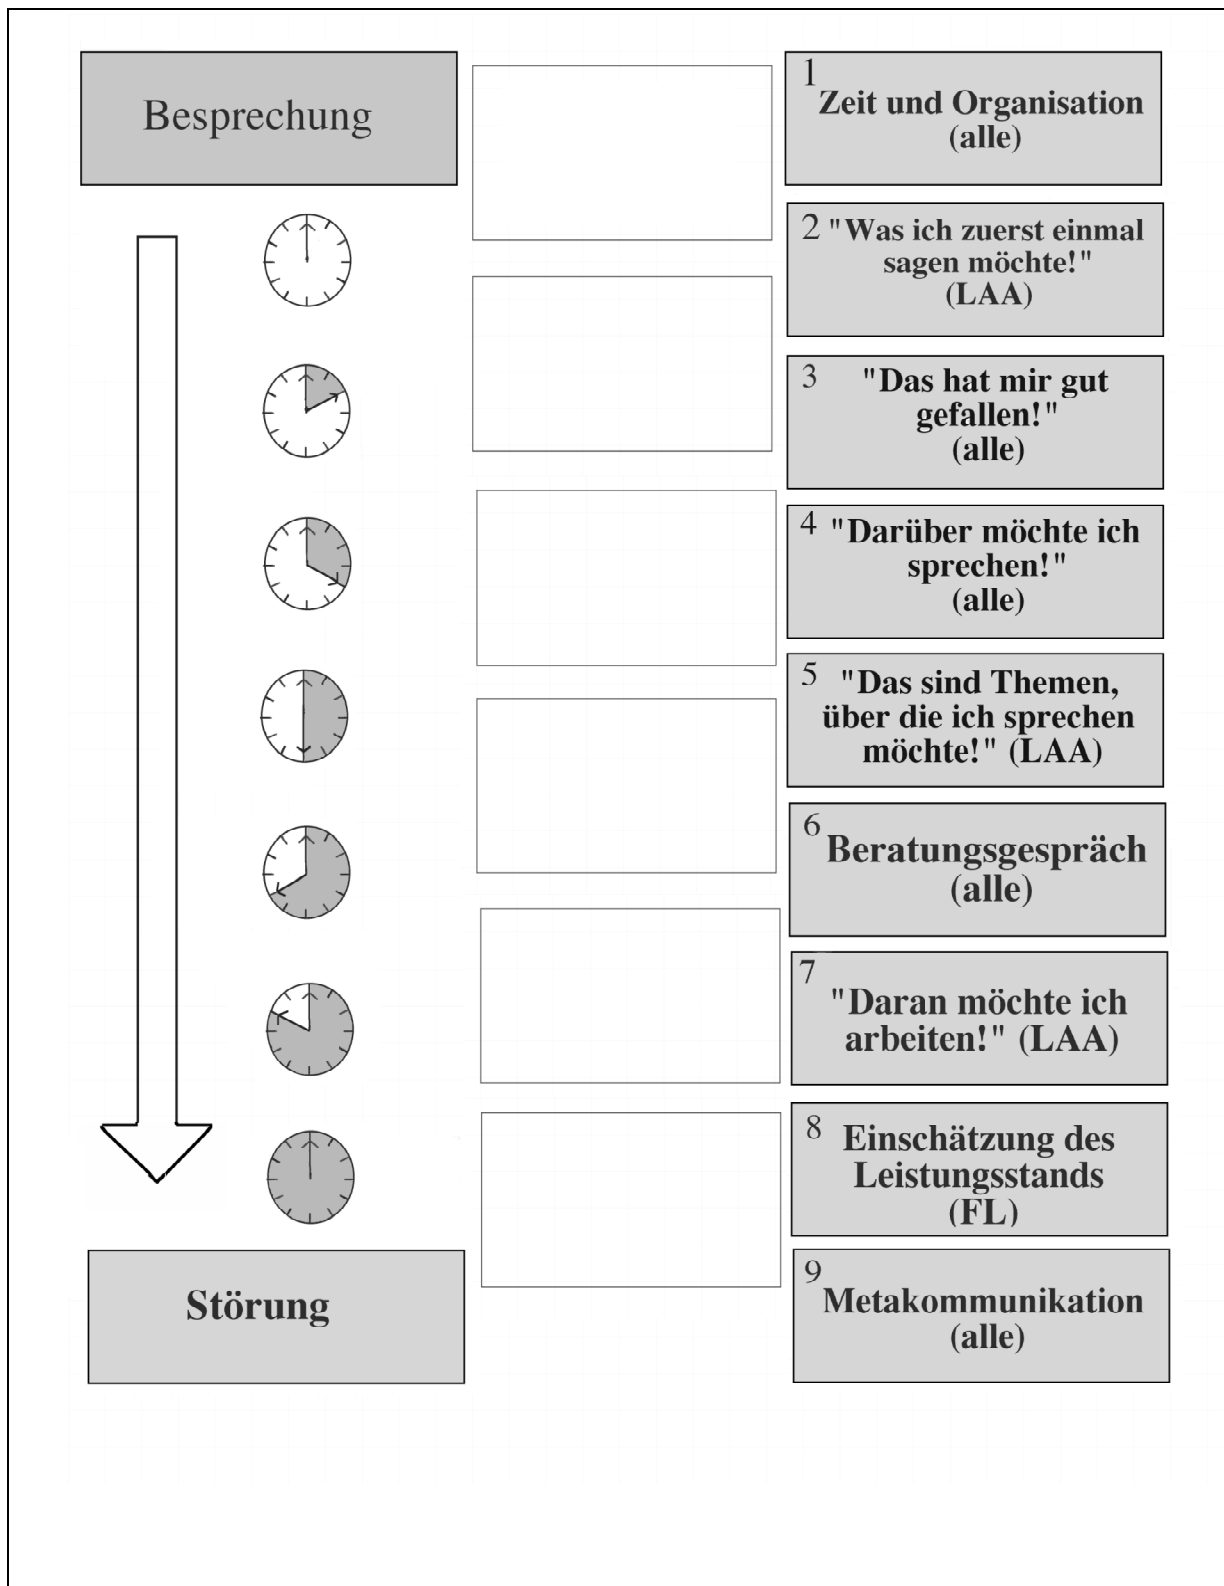 Besprechung
1
Zeit und Organisation
(alle)
2 "Was ich zuerst einmal
sagen möchte!"
(LAA)
3 "Das hat mir gut
gefallen!"
(alle)
4 "Darüber möchte ich
sprechen!"
(alle)
5 "Das sind Themen,
über die ich sprechen
möchte!" (LAA)
6
Beratungsgespräch
(alle)
7
"Daran möchte ich
arbeiten!" (LAA)
8 Einschätzung des
Leistungsstands
(FL)
Störung
9
Metakommunikation
(alle)